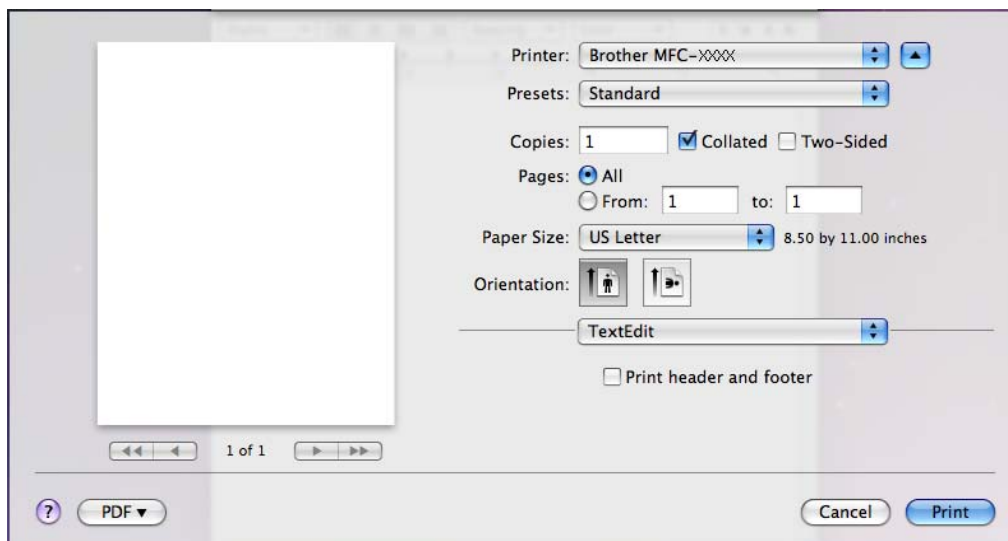 Printer: Brother MFC-XXXX
Presets: Standard
Copies: 1 Collated Two-Sided
Pages: All
From: 1 to: 1
Paper Size: US Letter 8.50 by 11.00 inches
Orientation:
TextEdit
Print header and footer
1 of 1
? PDF Cancel Print